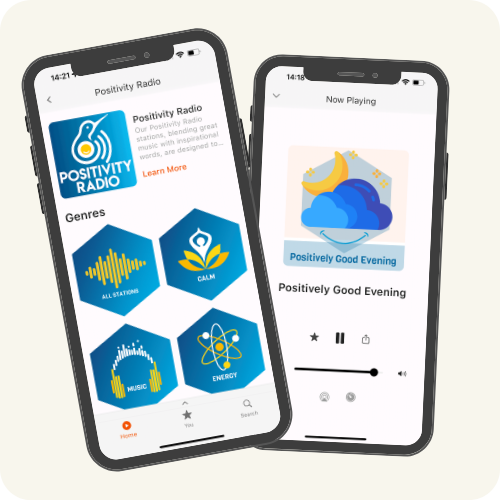 14:21
Positivity Radio
POSITIVITY
RADIO
Positivity Radio
Our Positivity Radio
stations, blending great
music with inspirational
words, are designed to...
Learn More
Genres
ALL STATIONS
CALM
MUSIC
ENERGY
Home
You
Search
14:18
Now Playing
Positively Good Evening
Positively Good Evening